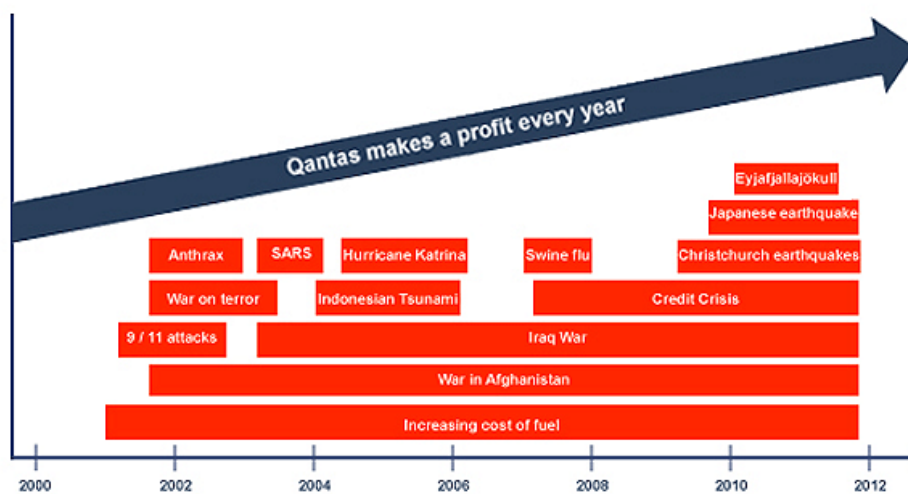 Qantas makes a profit every year
Eyjafjallajökull
Japanese earthquake
Anthrax
SARS
Hurricane Katrina
Swine flu
Christchurch earthquakes
War on terror
Indonesian Tsunami
Credit Crisis
9 / 11 attacks
Iraq War
War in Afghanistan
Increasing cost of fuel
2000 2002 2004 2006 2008 2010 2012